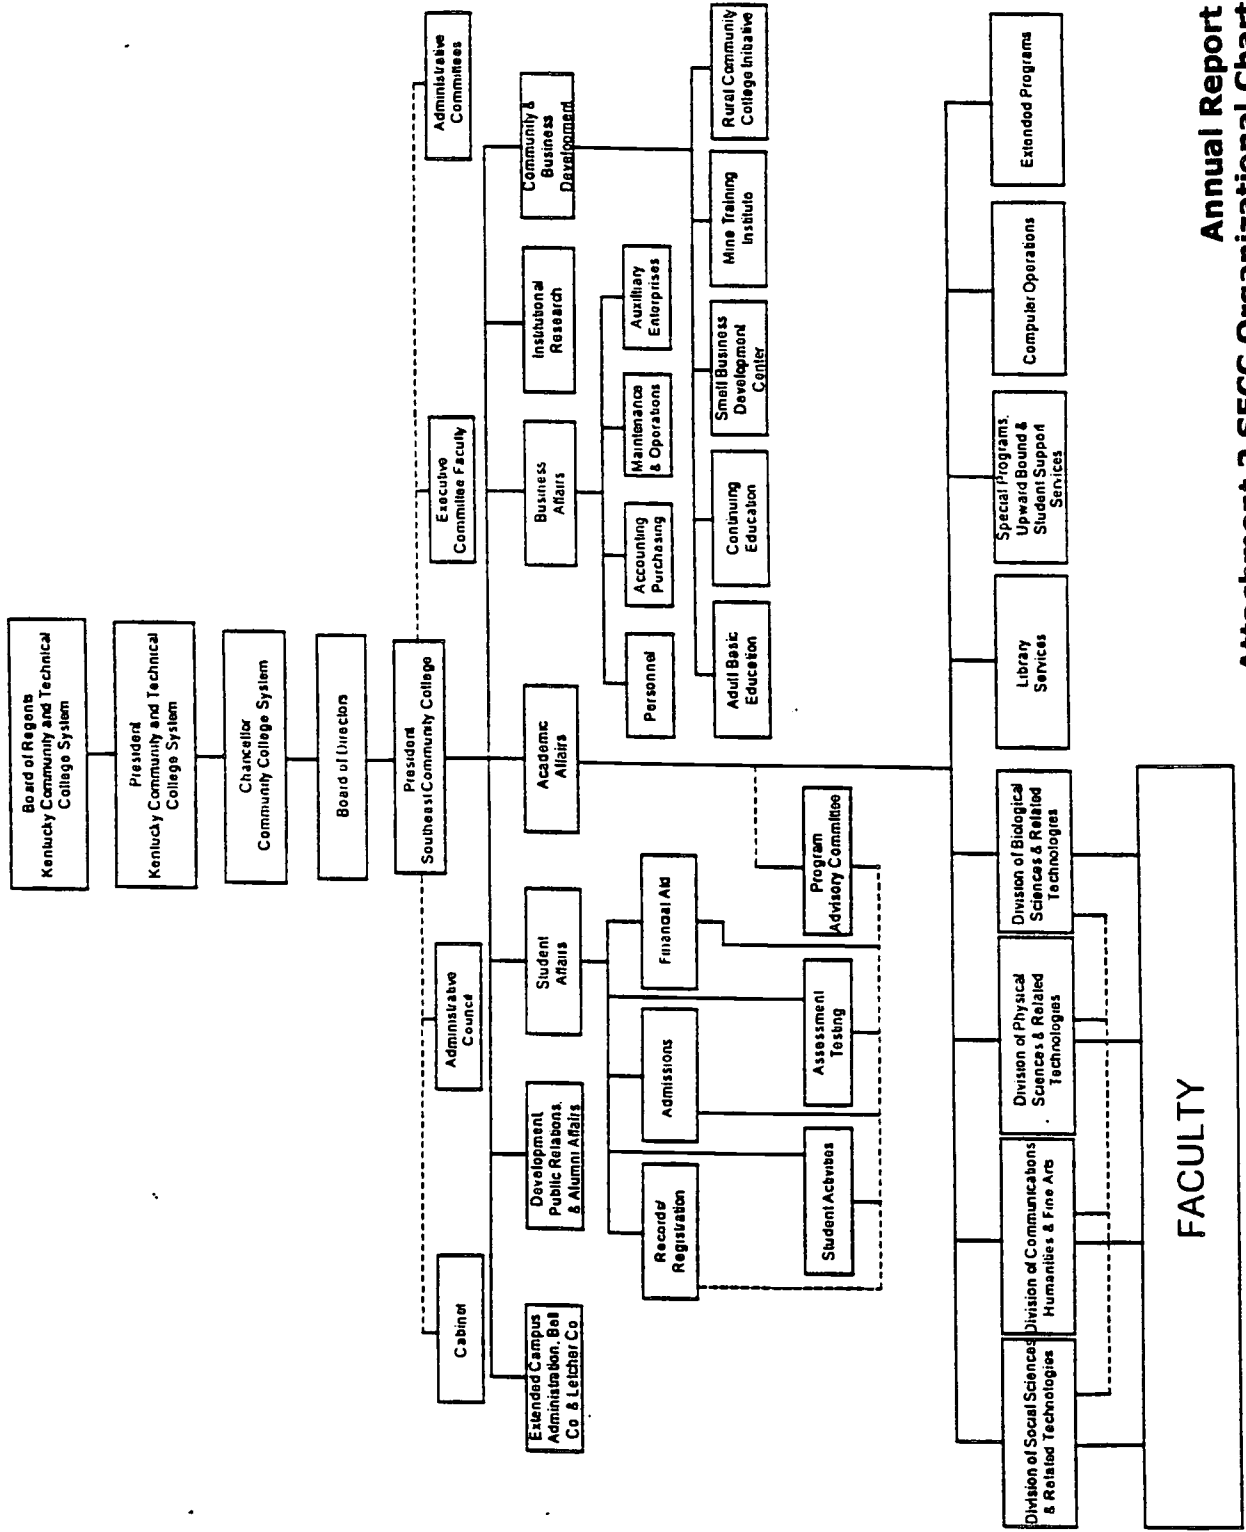 Board of Regents
Kentucky Community and Technical
College System
President
Kentucky Community and Technical
College System
Chancellor
Community College System
Board of Directors
President
Southeast Community College
Cabinet
Administrative
Council
Executive
Committee Faculty
Administrative
Committees
Extended Campus
Administration, Bell
Co & Letcher Co
Development
Public Relations,
& Alumni Affairs
Student
Affairs
Academic
Affairs
Business
Affairs
Institutional
Research
Community &
Business
Development
Records/
Registration
Admissions
Financial Aid
Personnel
Accounting
Purchasing
Maintenance
& Operations
Auxilliary
Enterprises
Adult Basic
Education
Continuing
Education
Small Business
Development
Center
Mine Training
Institute
Rural Community
College Initiative
Student Activities
Assessment
Testing
Program
Advisory Committee
Division of Social Sciences
& Related Technologies
Division of Communications
Humanities & Fine Arts
Division of Physical
Sciences & Related
Technologies
Division of Biological
Sciences & Related
Technologies
Library
Services
Special Programs,
Upward Bound &
Student Support
Services
Computer Operations
Extended Programs
FACULTY
Annual Report
Attachment 2 SECC Organizational Chart